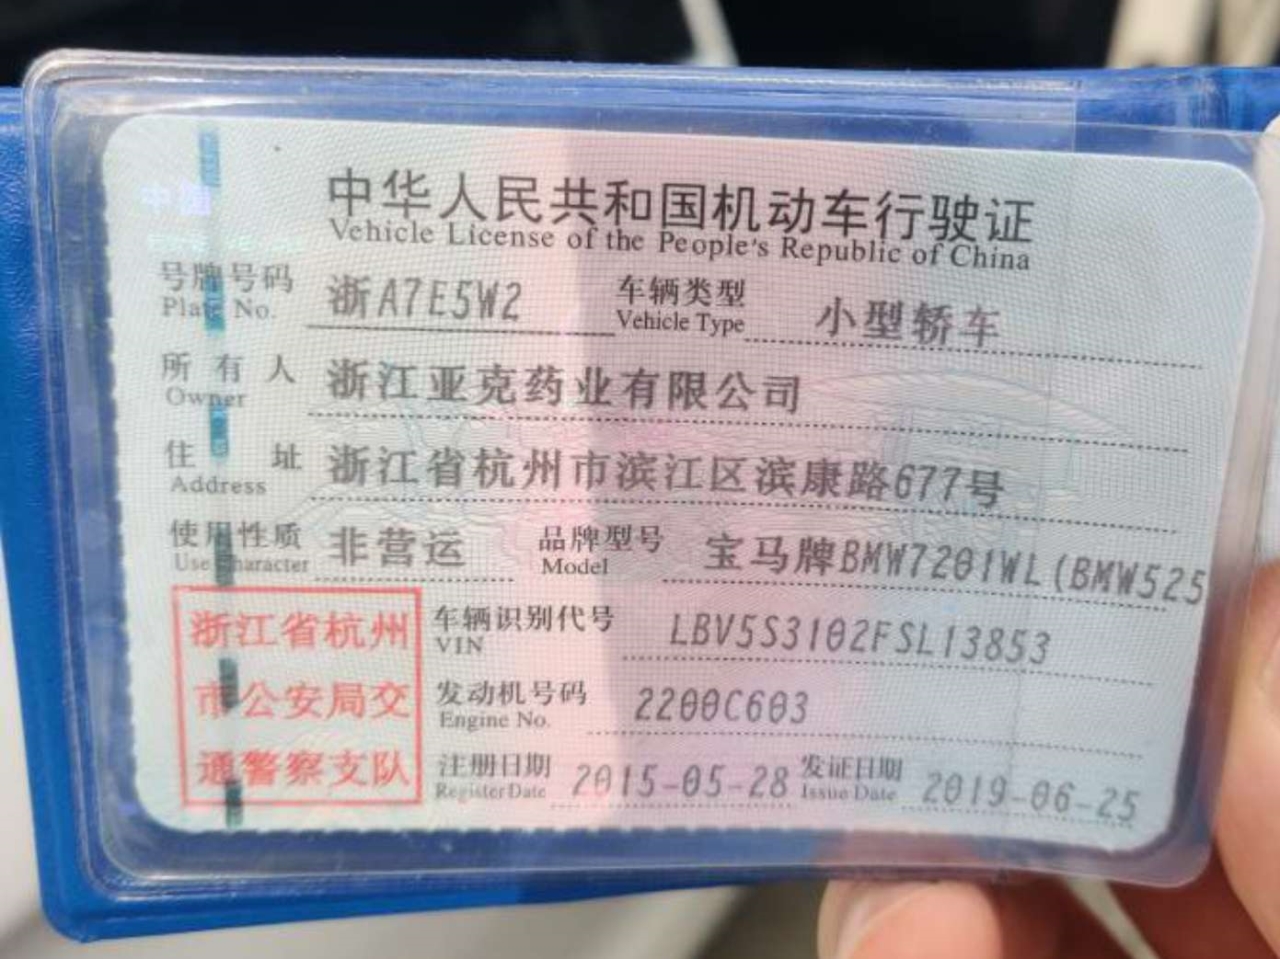 中华人民共和国机动车行驶证
Vehicle License of the People's Republic of China
号牌号码 浙A7E5W2 车辆类型 小型轿车
Plate No. Vehicle Type
所有人 浙江亚克药业有限公司
Owner
住址 浙江省杭州市滨江区滨康路677号
Address
使用性质 非营运 品牌型号 宝马牌BMW7201WL(BMW525
Use Character Model
浙江省杭州 车辆识别代号 LBV5S3102FSL13853
VIN
市公安局交 发动机号码 2200C603
Engine No.
通警察支队 注册日期 2015-05-28 发证日期 2019-06-25
Register Date Issue Date